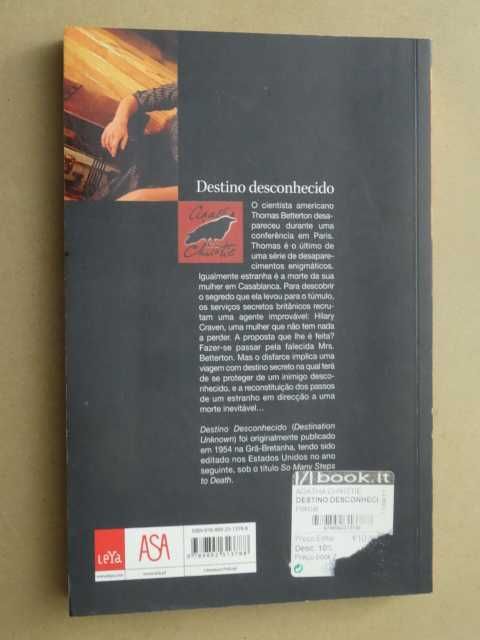 Destino desconhecido
Agatha
Christie
O cientista americano
Thomas Betterton desa-
pareceu durante uma
conferência em Paris.
Thomas é o último de
uma série de desapare-
cimentos enigmáticos.
Igualmente estranha é a morte da sua
mulher em Casablanca. Para descobrir
o segredo que ela levou para o túmulo,
os serviços secretos britânicos recru-
tam uma agente improvável: Hilary
Craven, uma mulher que não tem nada
a perder. A proposta que lhe é feita?
Fazer-se passar pela falecida Mrs.
Betterton. Mas o disfarce implica uma
viagem com destino secreto na qual terá
de se proteger de um inimigo desco-
nhecido, e a reconstituição dos passos
de um estranho em direcção a uma
morte inevitável…
Destino Desconhecido (Destination
Unknown) foi originalmente publicado
em 1954 na Grã-Bretanha, tendo sido
editado nos Estados Unidos no ano
seguinte, sob o título So Many Steps
to Death.
book.it
AGATHA CHRISTIE
DESTINO DESCONHECI
Preço Editor €10
Desc. 10%
Preço book
LeYa
ASA